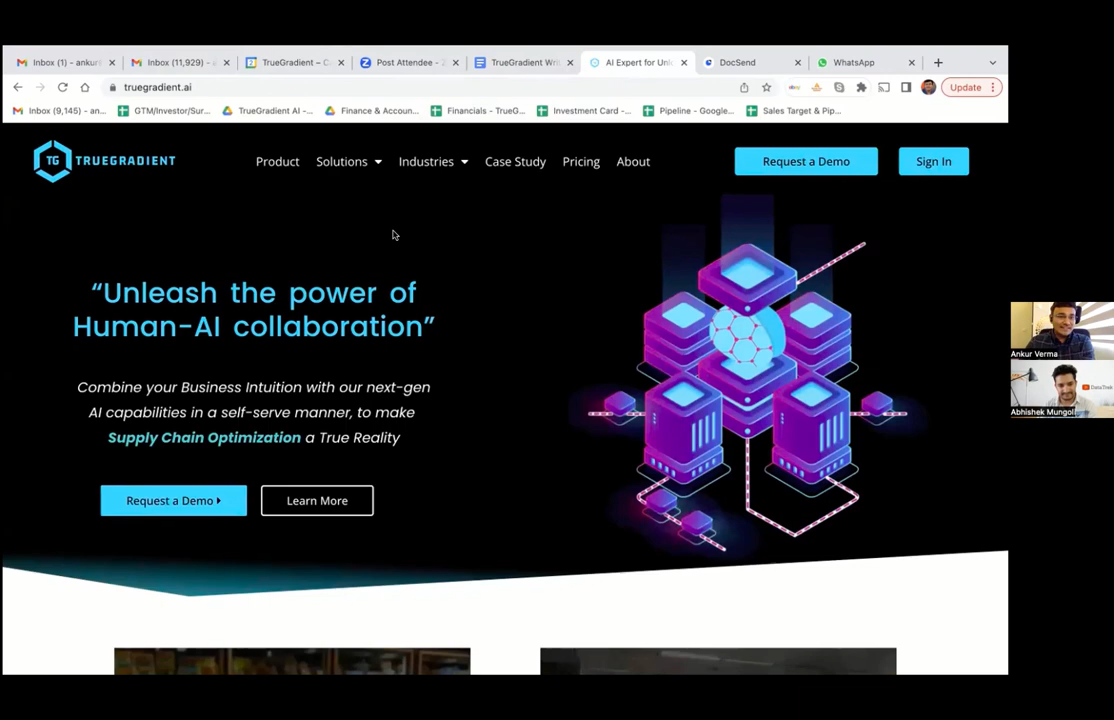 Inbox (1) – ankur
Inbox (11,929) – a
TrueGradient – C
Post Attendee – Z
TrueGradient Wri
AI Expert for Unl
DocSend
WhatsApp
truegradient.ai
Update
Inbox (9,145) – an...
GTM/Investor/Sur...
TrueGradient AI -...
Finance & Accoun...
Financials - TrueG...
Investment Card -...
Pipeline - Google...
Sales Target & Pip...
TG TRUEGRADIENT
Product
Solutions
Industries
Case Study
Pricing
About
Request a Demo
Sign In
“Unleash the power of
Human-AI collaboration”
Combine your Business Intuition with our next-gen
AI capabilities in a self-serve manner, to make
Supply Chain Optimization a True Reality
Request a Demo
Learn More
Ankur Verma
DataTrek
Abhishek Mungoli